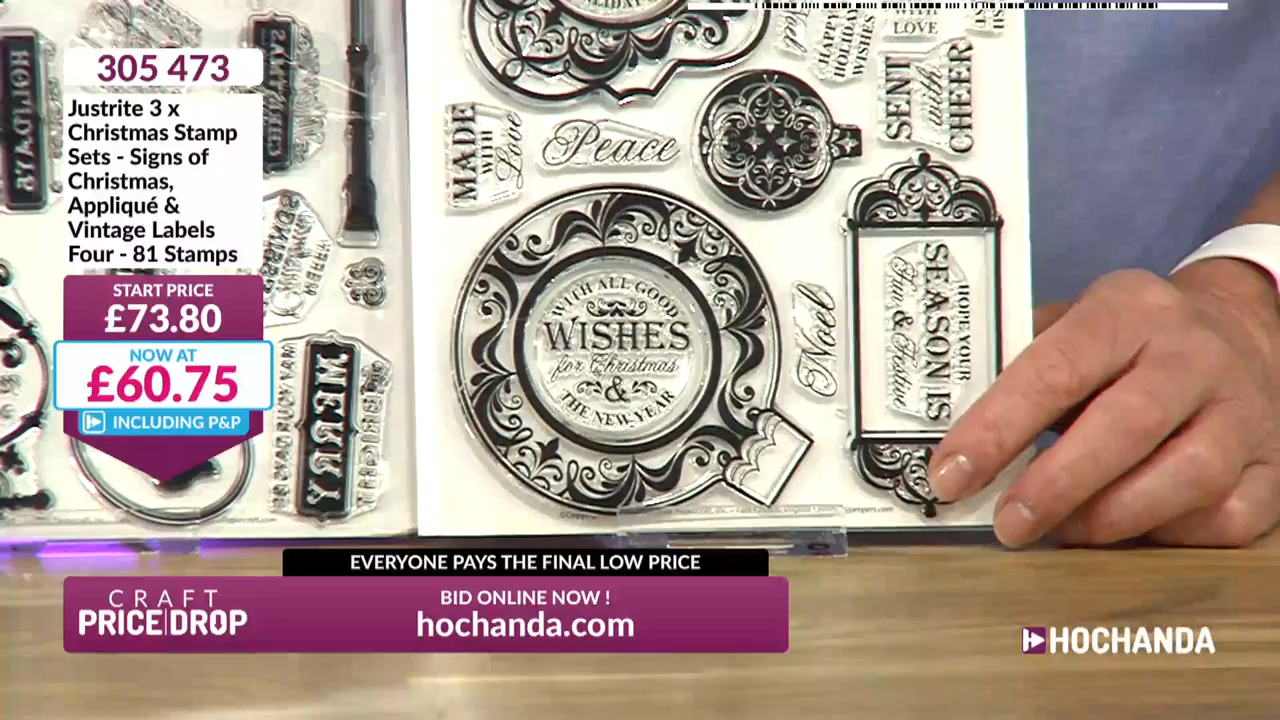 305 473
Justrite 3 x
Christmas Stamp
Sets - Signs of
Christmas,
Appliqué &
Vintage Labels
Four - 81 Stamps
START PRICE
£73.80
NOW AT
£60.75
INCLUDING P&P
HOLIDAY
MERRY
MADE
WITH
Love
Peace
HAPPY
HOLIDAY
WISHES
WITH
LOVE
SENT
CHEER
WITH ALL GOOD
WISHES
for Christmas
&
THE NEW YEAR
Noel
HOPE YOUR
SEASON IS
Fun & Festive
EVERYONE PAYS THE FINAL LOW PRICE
CRAFT
PRICE DROP
BID ONLINE NOW !
hochanda.com
HOCHANDA